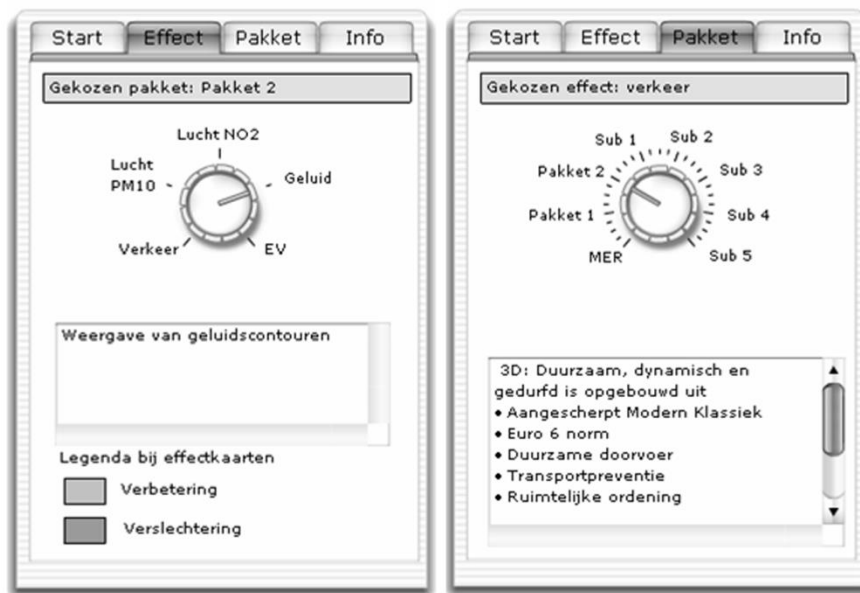 Start Effect Pakket Info
Gekozen pakket: Pakket 2
Lucht NO2
Lucht
PM10
Geluid
Verkeer
EV
Weergave van geluidscontouren
Legenda bij effectkaarten
Verbetering
Verslechtering
Start Effect Pakket Info
Gekozen effect: verkeer
Sub 1
Sub 2
Pakket 2
Sub 3
Pakket 1
Sub 4
MER
Sub 5
3D: Duurzaam, dynamisch en
gedurfd is opgebouwd uit
• Aangescherpt Modern Klassiek
• Euro 6 norm
• Duurzame doorvoer
• Transportpreventie
• Ruimtelijke ordening